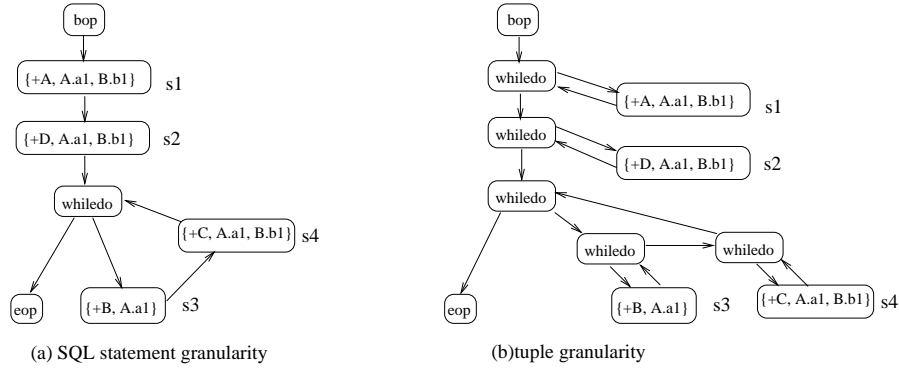 bop
{+A, A.a1, B.b1}
s1
{+D, A.a1, B.b1}
s2
whiledo
{+C, A.a1, B.b1}
s4
eop
{+B, A.a1}
s3
(a) SQL statement granularity
bop
whiledo
{+A, A.a1, B.b1}
s1
whiledo
{+D, A.a1, B.b1}
s2
whiledo
whiledo
whiledo
eop
{+B, A.a1}
s3
{+C, A.a1, B.b1}
s4
(b)tuple granularity